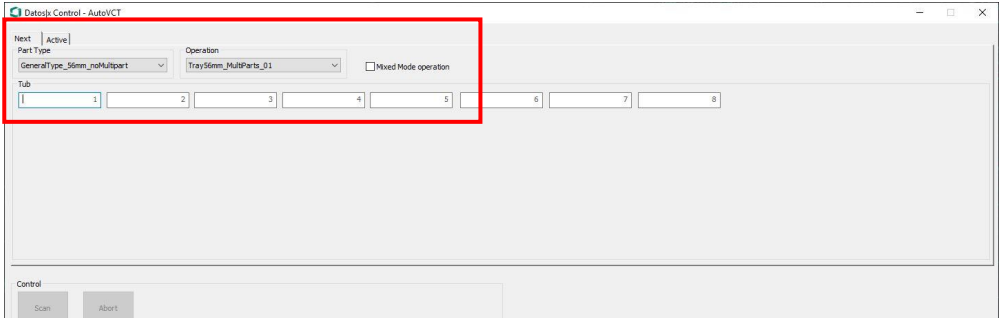 Datos|x Control - AutoVCT
Next Active
Part Type Operation
GeneralType_56mm_noMultipart Tray56mm_MultiParts_01 Mixed Mode operation
Tub
1 2 3 4 5 6 7 8
Control
Scan Abort